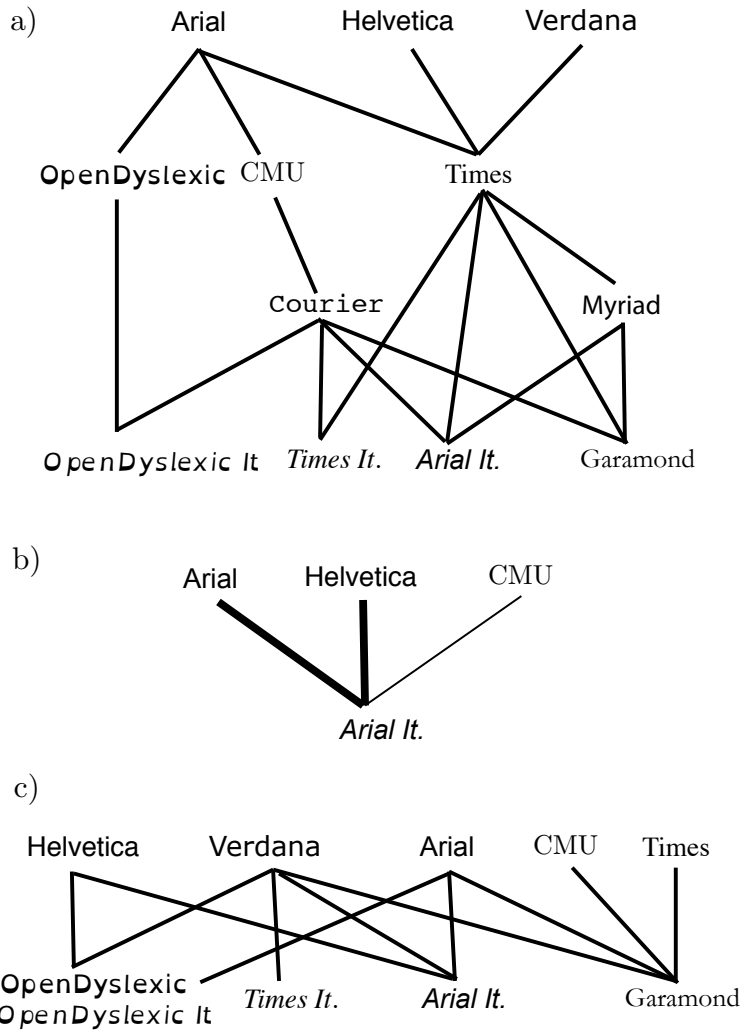 a)
Arial Helvetica Verdana
OpenDyslexic CMU Times
Courier Myriad
OpenDyslexic It Times It. Arial It. Garamond
b)
Arial Helvetica CMU
Arial It.
c)
Helvetica Verdana Arial CMU Times
OpenDyslexic
OpenDyslexic It Times It. Arial It. Garamond